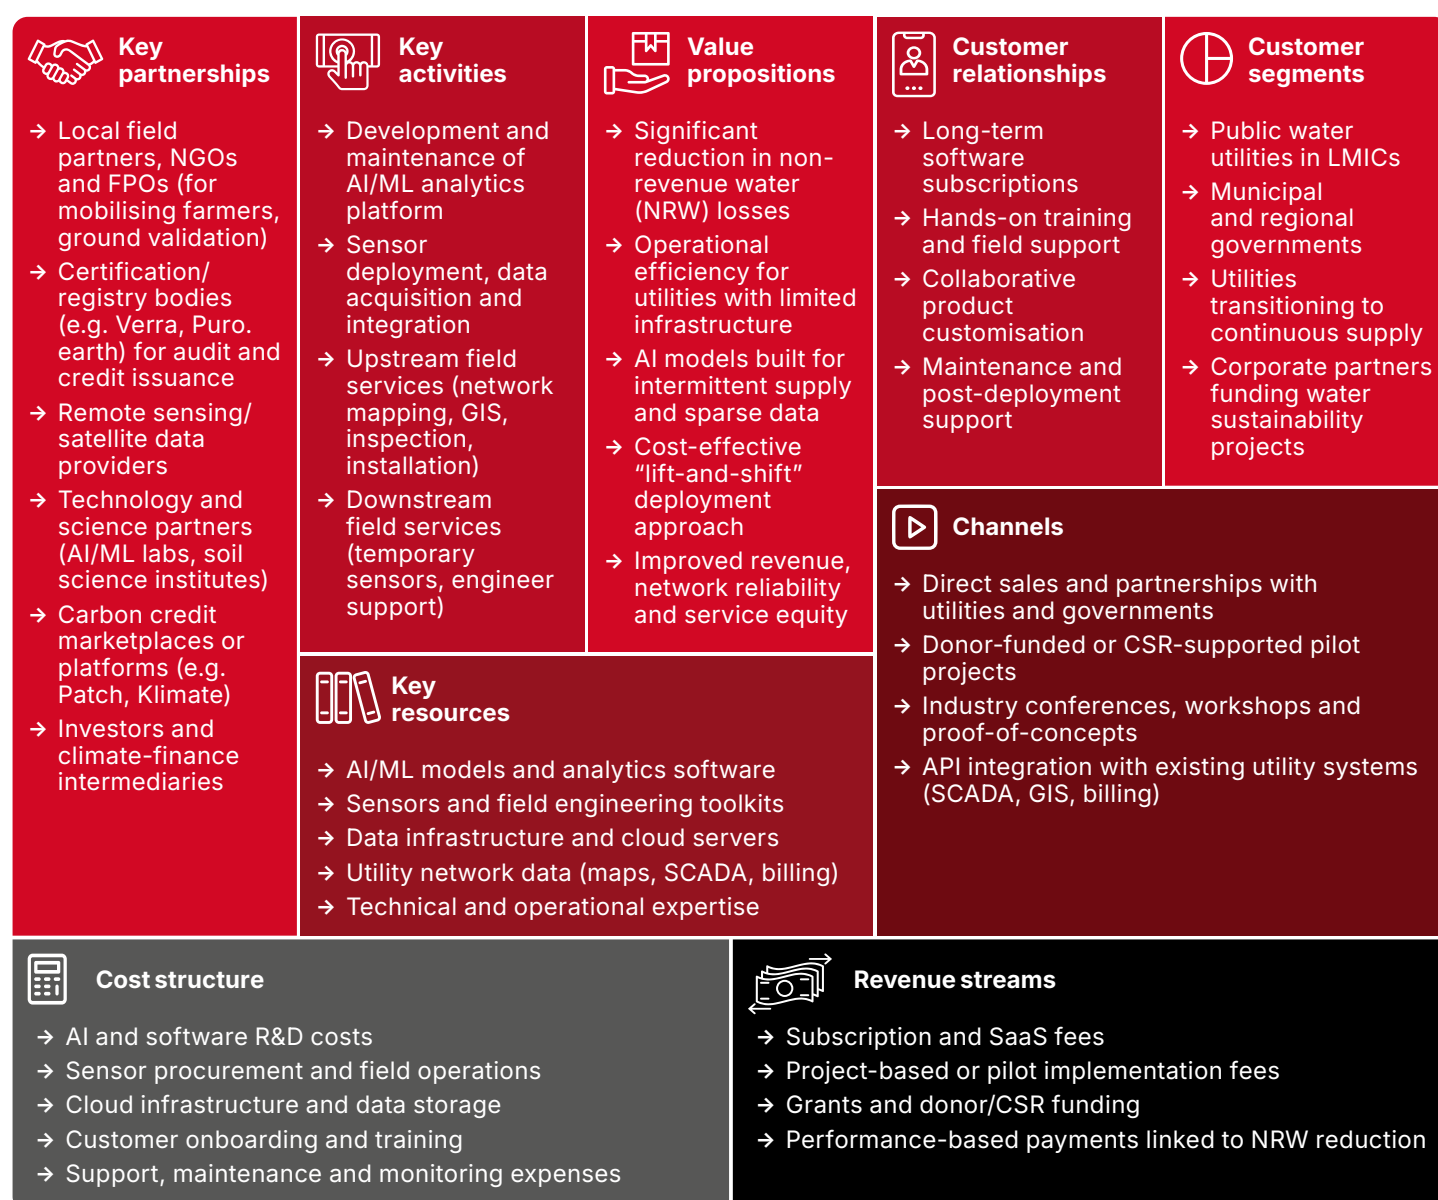 Key
partnerships
→ Local field
partners, NGOs
and FPOs (for
mobilising farmers,
ground validation)
→ Certification/
registry bodies
(e.g. Verra, Puro.
earth) for audit and
credit issuance
→ Remote sensing/
satellite data
providers
→ Technology and
science partners
(AI/ML labs, soil
science institutes)
→ Carbon credit
marketplaces or
platforms (e.g.
Patch, Klimate)
→ Investors and
climate-finance
intermediaries
Key
activities
→ Development and
maintenance of
AI/ML analytics
platform
→ Sensor
deployment, data
acquisition and
integration
→ Upstream field
services (network
mapping, GIS,
inspection,
installation)
→ Downstream
field services
(temporary
sensors, engineer
support)
Value
propositions
→ Significant
reduction in non-
revenue water
(NRW) losses
→ Operational
efficiency for
utilities with limited
infrastructure
→ AI models built for
intermittent supply
and sparse data
→ Cost-effective
“lift-and-shift”
deployment
approach
→ Improved revenue,
network reliability
and service equity
Customer
relationships
→ Long-term
software
subscriptions
→ Hands-on training
and field support
→ Collaborative
product
customisation
→ Maintenance and
post-deployment
support
Customer
segments
→ Public water
utilities in LMICs
→ Municipal
and regional
governments
→ Utilities
transitioning to
continuous supply
→ Corporate partners
funding water
sustainability
projects
Key
resources
→ AI/ML models and analytics software
→ Sensors and field engineering toolkits
→ Data infrastructure and cloud servers
→ Utility network data (maps, SCADA, billing)
→ Technical and operational expertise
Channels
→ Direct sales and partnerships with
utilities and governments
→ Donor-funded or CSR-supported pilot
projects
→ Industry conferences, workshops and
proof-of-concepts
→ API integration with existing utility systems
(SCADA, GIS, billing)
Cost structure
→ AI and software R&D costs
→ Sensor procurement and field operations
→ Cloud infrastructure and data storage
→ Customer onboarding and training
→ Support, maintenance and monitoring expenses
Revenue streams
→ Subscription and SaaS fees
→ Project-based or pilot implementation fees
→ Grants and donor/CSR funding
→ Performance-based payments linked to NRW reduction